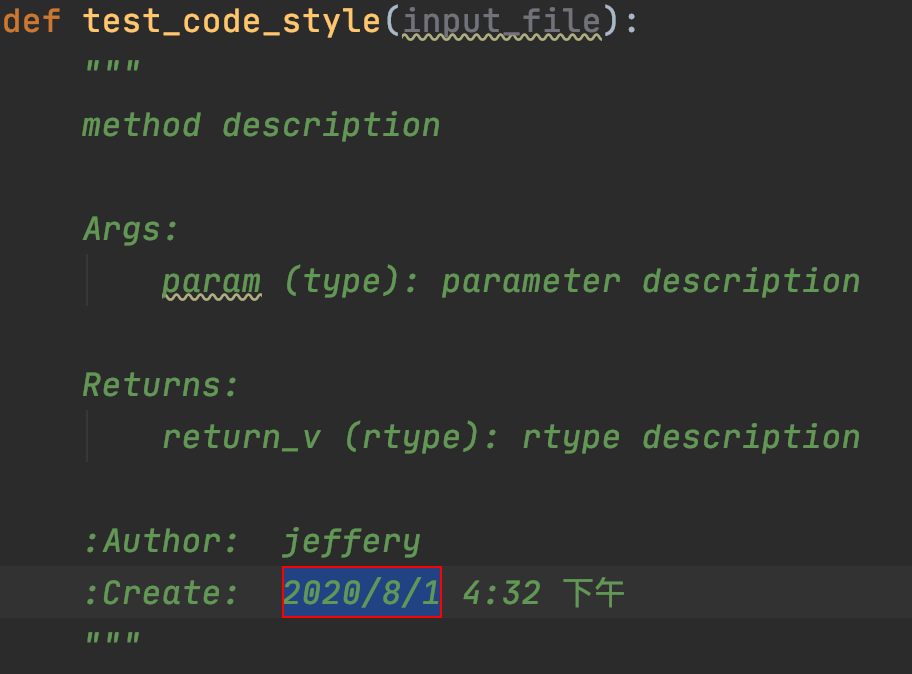 def test_code_style(input_file):
"""
method description
Args:
param (type): parameter description
Returns:
return_v (rtype): rtype description
:Author: jeffery
:Create: 2020/8/1 4:32 下午
"""